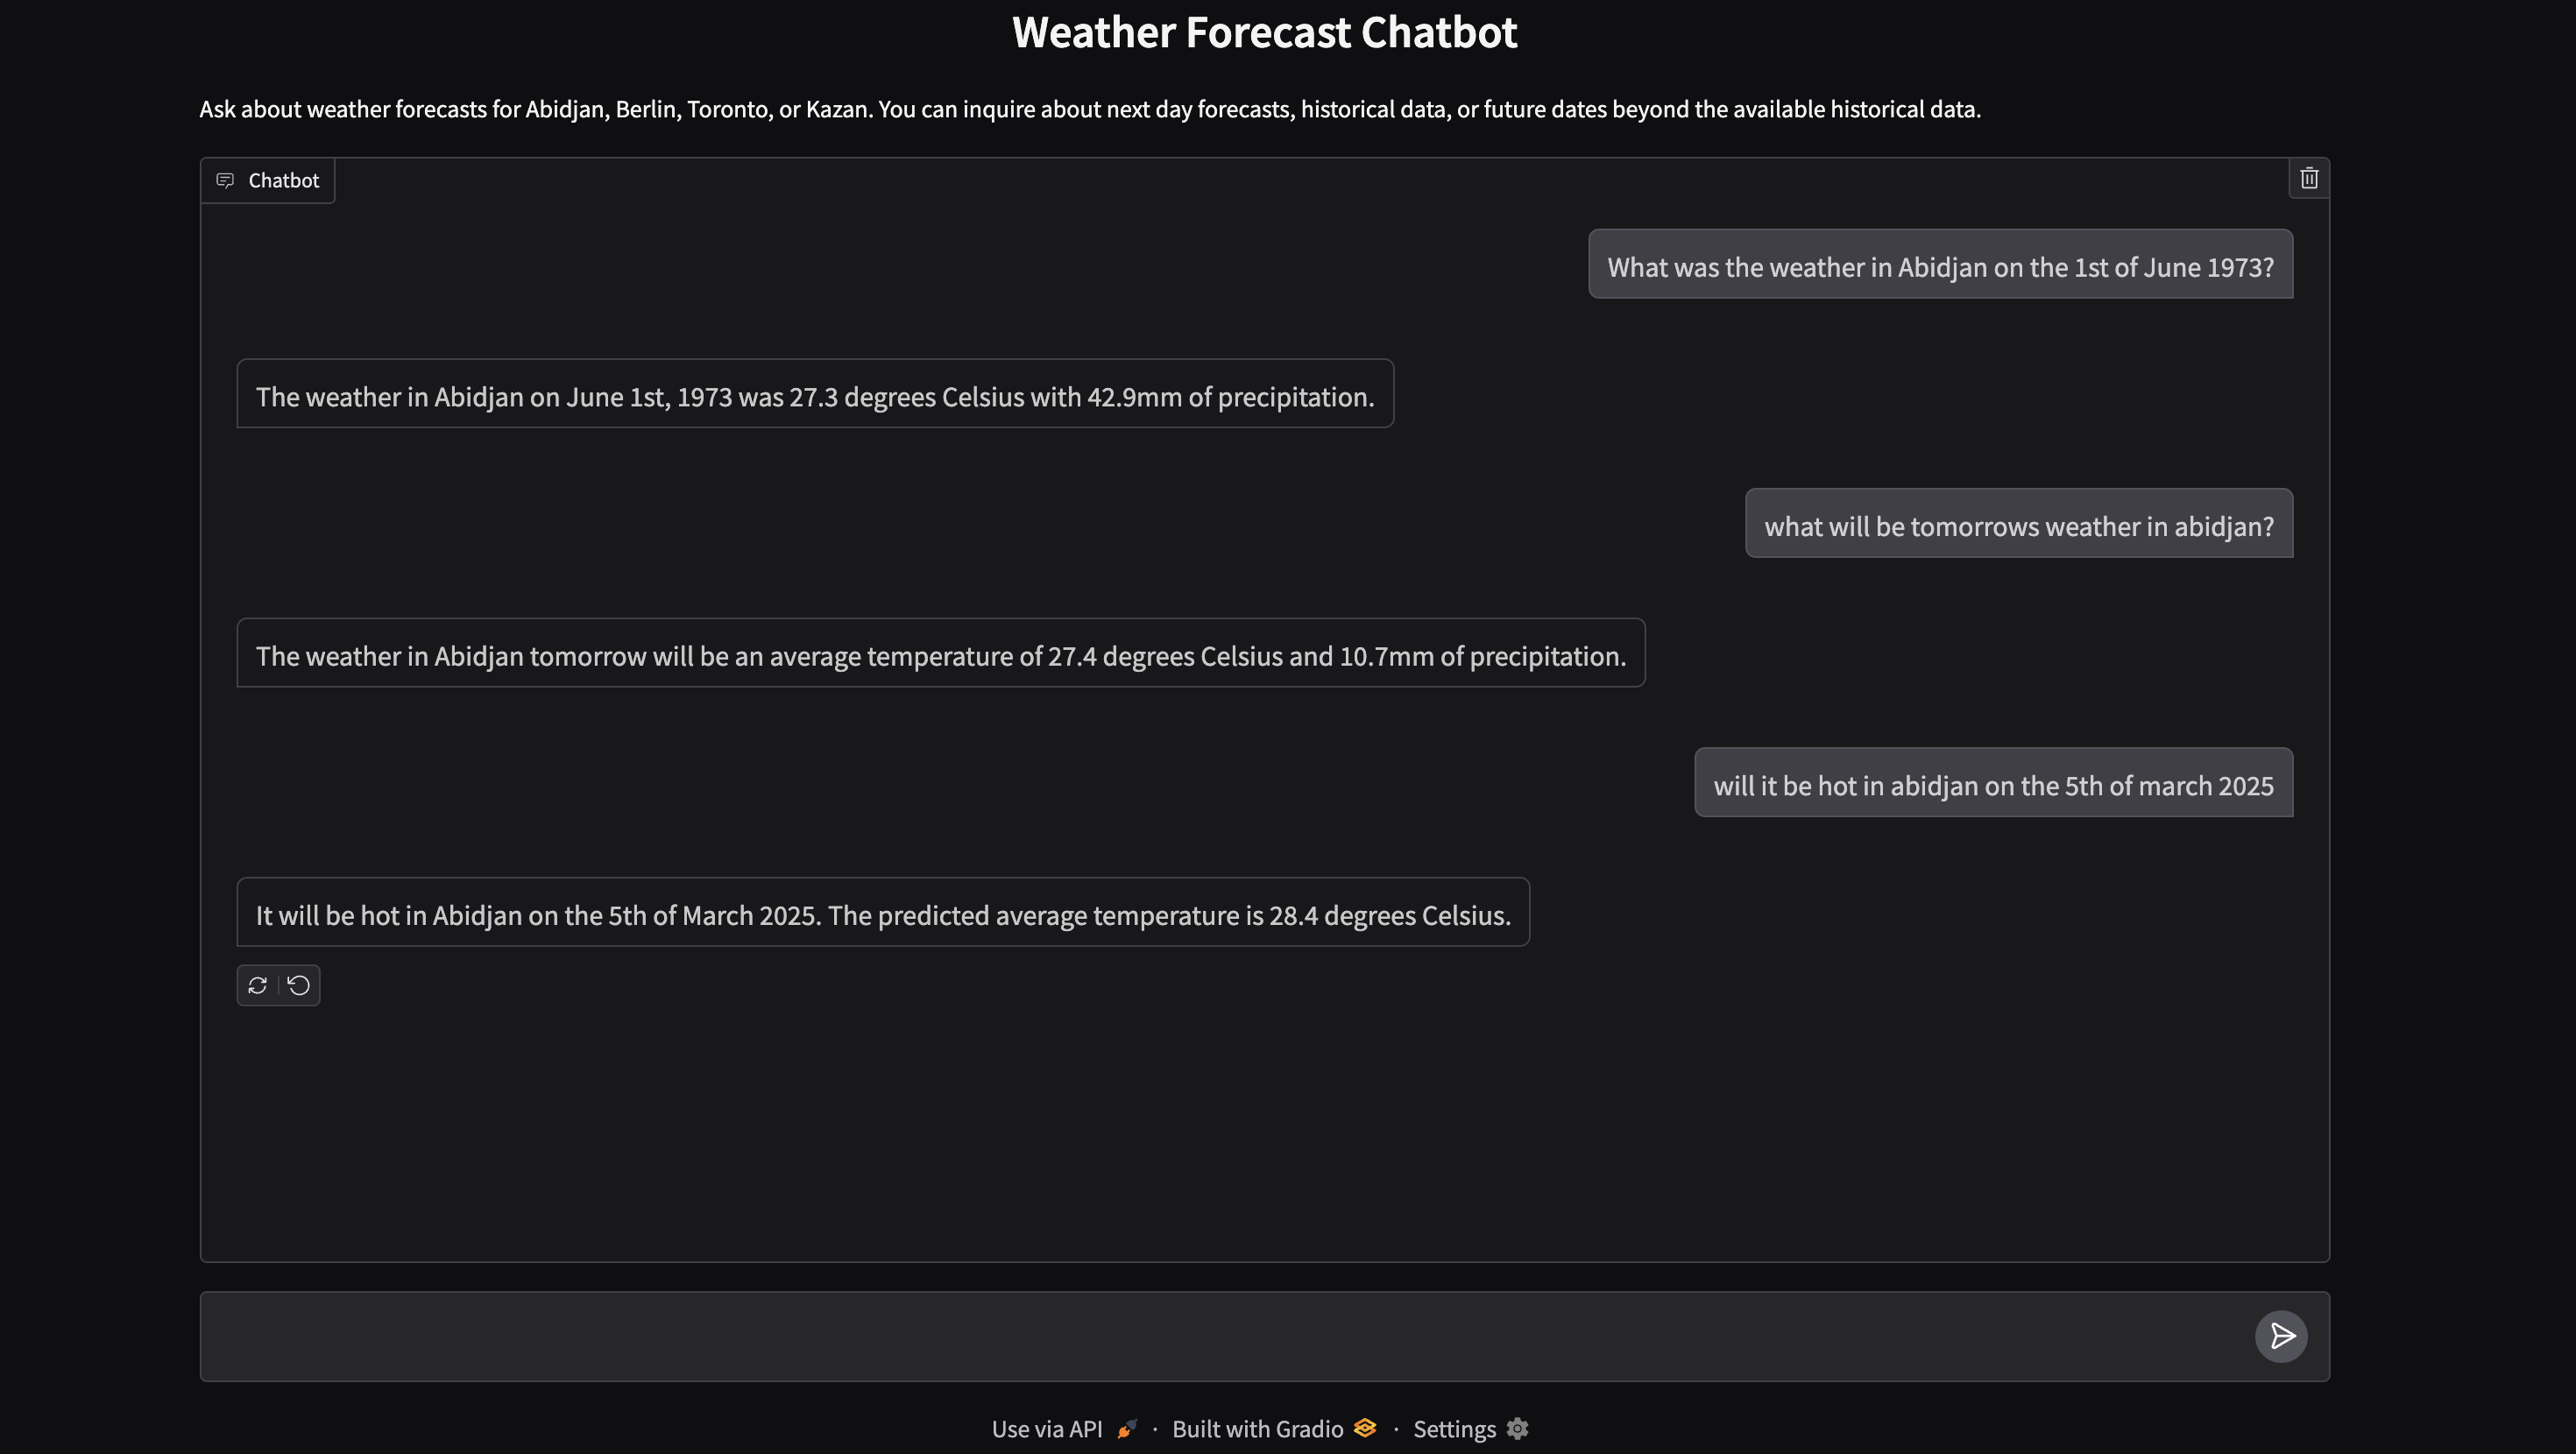 Weather Forecast Chatbot
Ask about weather forecasts for Abidjan, Berlin, Toronto, or Kazan. You can inquire about next day forecasts, historical data, or future dates beyond the available historical data.
Chatbot
What was the weather in Abidjan on the 1st of June 1973?
The weather in Abidjan on June 1st, 1973 was 27.3 degrees Celsius with 42.9mm of precipitation.
what will be tomorrows weather in abidjan?
The weather in Abidjan tomorrow will be an average temperature of 27.4 degrees Celsius and 10.7mm of precipitation.
will it be hot in abidjan on the 5th of march 2025
It will be hot in Abidjan on the 5th of March 2025. The predicted average temperature is 28.4 degrees Celsius.
Use via API · Built with Gradio · Settings